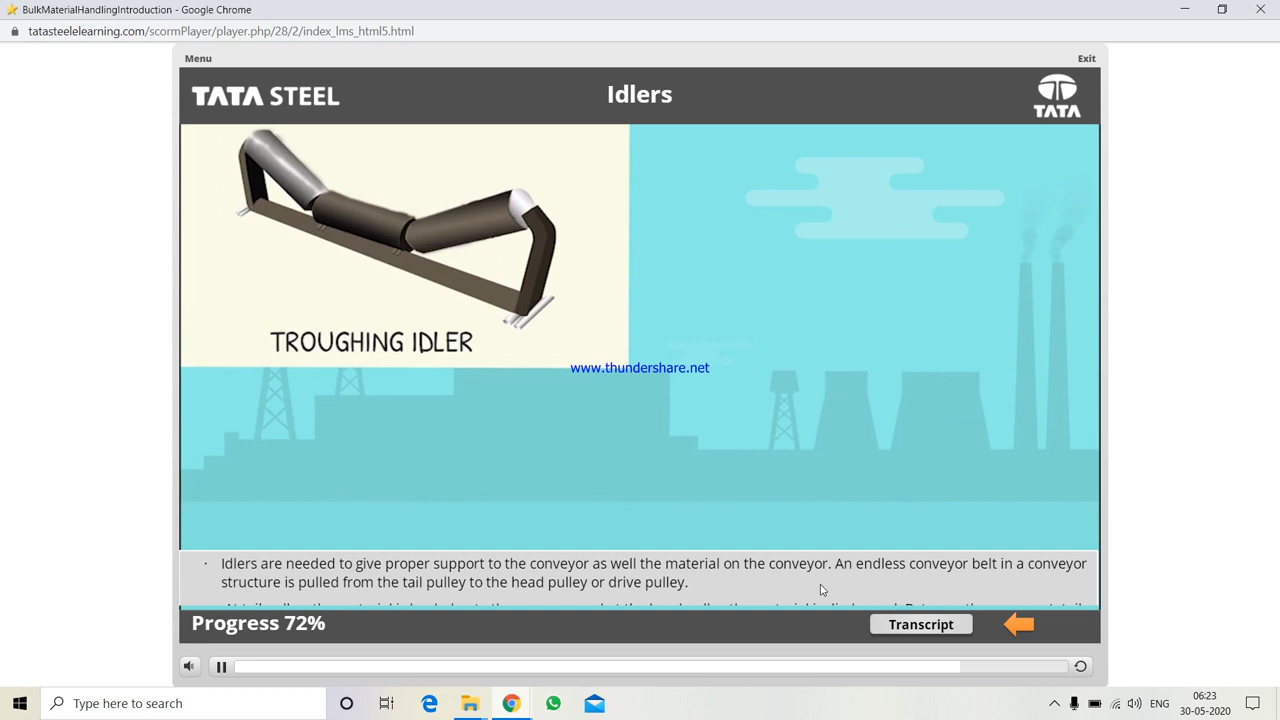 BulkMaterialHandlingIntroduction - Google Chrome
tatasteelelearning.com/scormPlayer/player.php/28/2/index_lms_html5.html
Menu
Exit
TATA STEEL
Idlers
TATA
TROUGHING IDLER
www.thundershare.net
· Idlers are needed to give proper support to the conveyor as well the material on the conveyor. An endless conveyor belt in a conveyor
structure is pulled from the tail pulley to the head pulley or drive pulley.
Progress 72%
Transcript
Type here to search
ENG
06:23
30-05-2020